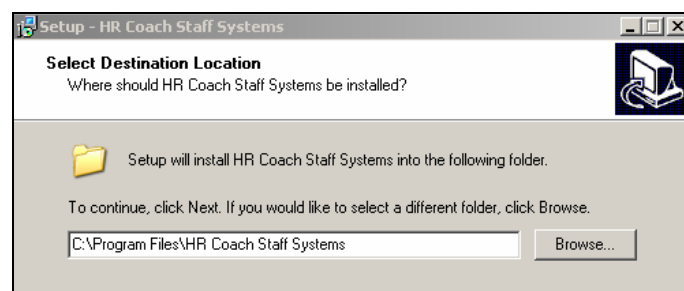 Setup - HR Coach Staff Systems
Select Destination Location
Where should HR Coach Staff Systems be installed?
Setup will install HR Coach Staff Systems into the following folder.
To continue, click Next. If you would like to select a different folder, click Browse.
C:\Program Files\HR Coach Staff Systems
Browse...